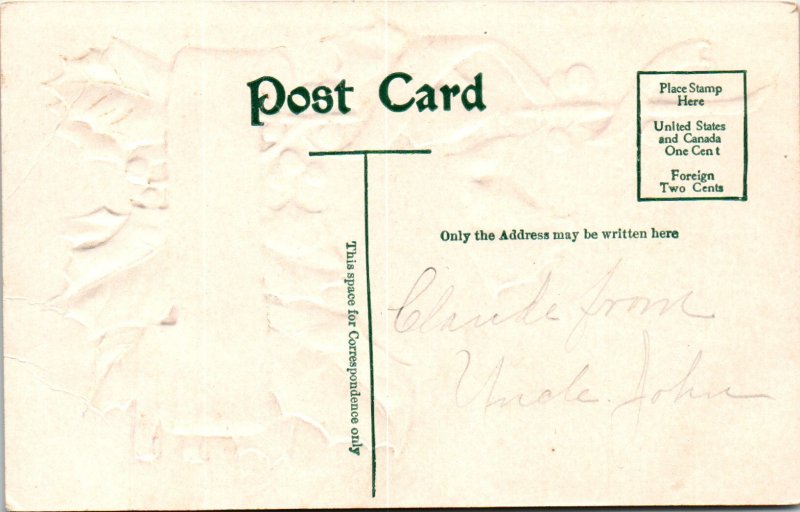 Post Card
Place Stamp
Here
United States
and Canada
One Cent
Foreign
Two Cents
Only the Address may be written here
This space for Correspondence only
Claude from
Uncle John